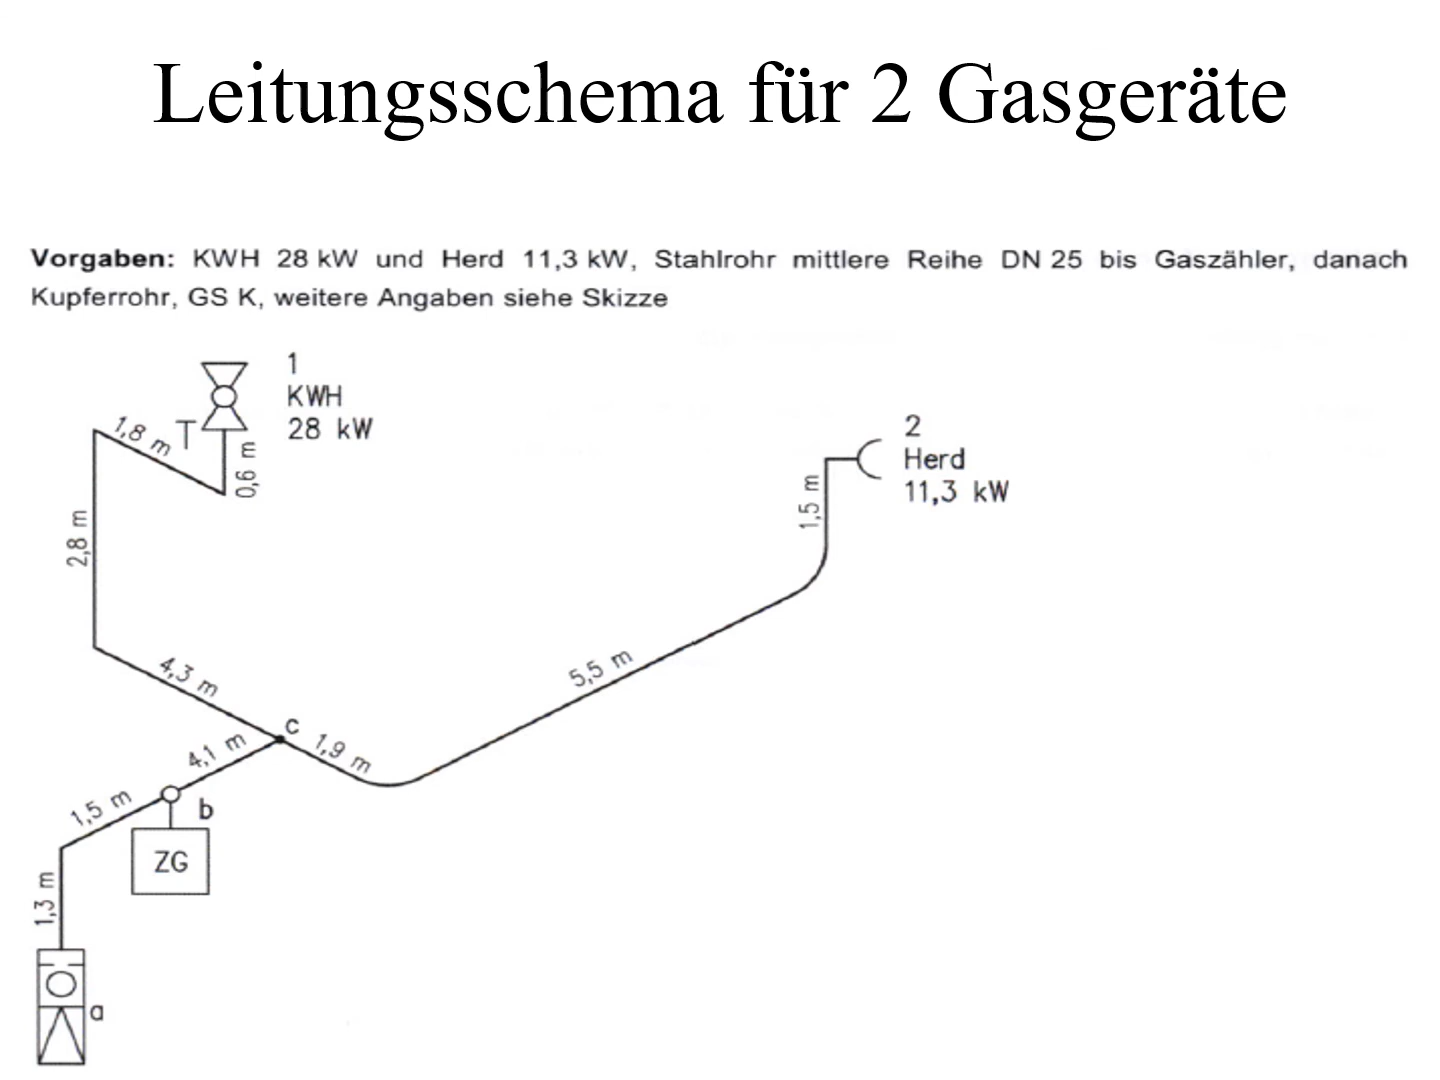 Leitungsschema für 2 Gasgeräte
Vorgaben: KWH 28 kW und Herd 11,3 kW, Stahlrohr mittlere Reihe DN 25 bis Gaszähler, danach
Kupferrohr, GS K, weitere Angaben siehe Skizze
1
KWH
28 kW
T
1,8 m
0,6 m
2
Herd
11,3 kW
1,5 m
2,8 m
5,5 m
4,3 m
c
1,9 m
4,1 m
1,5 m
b
ZG
1,3 m
a